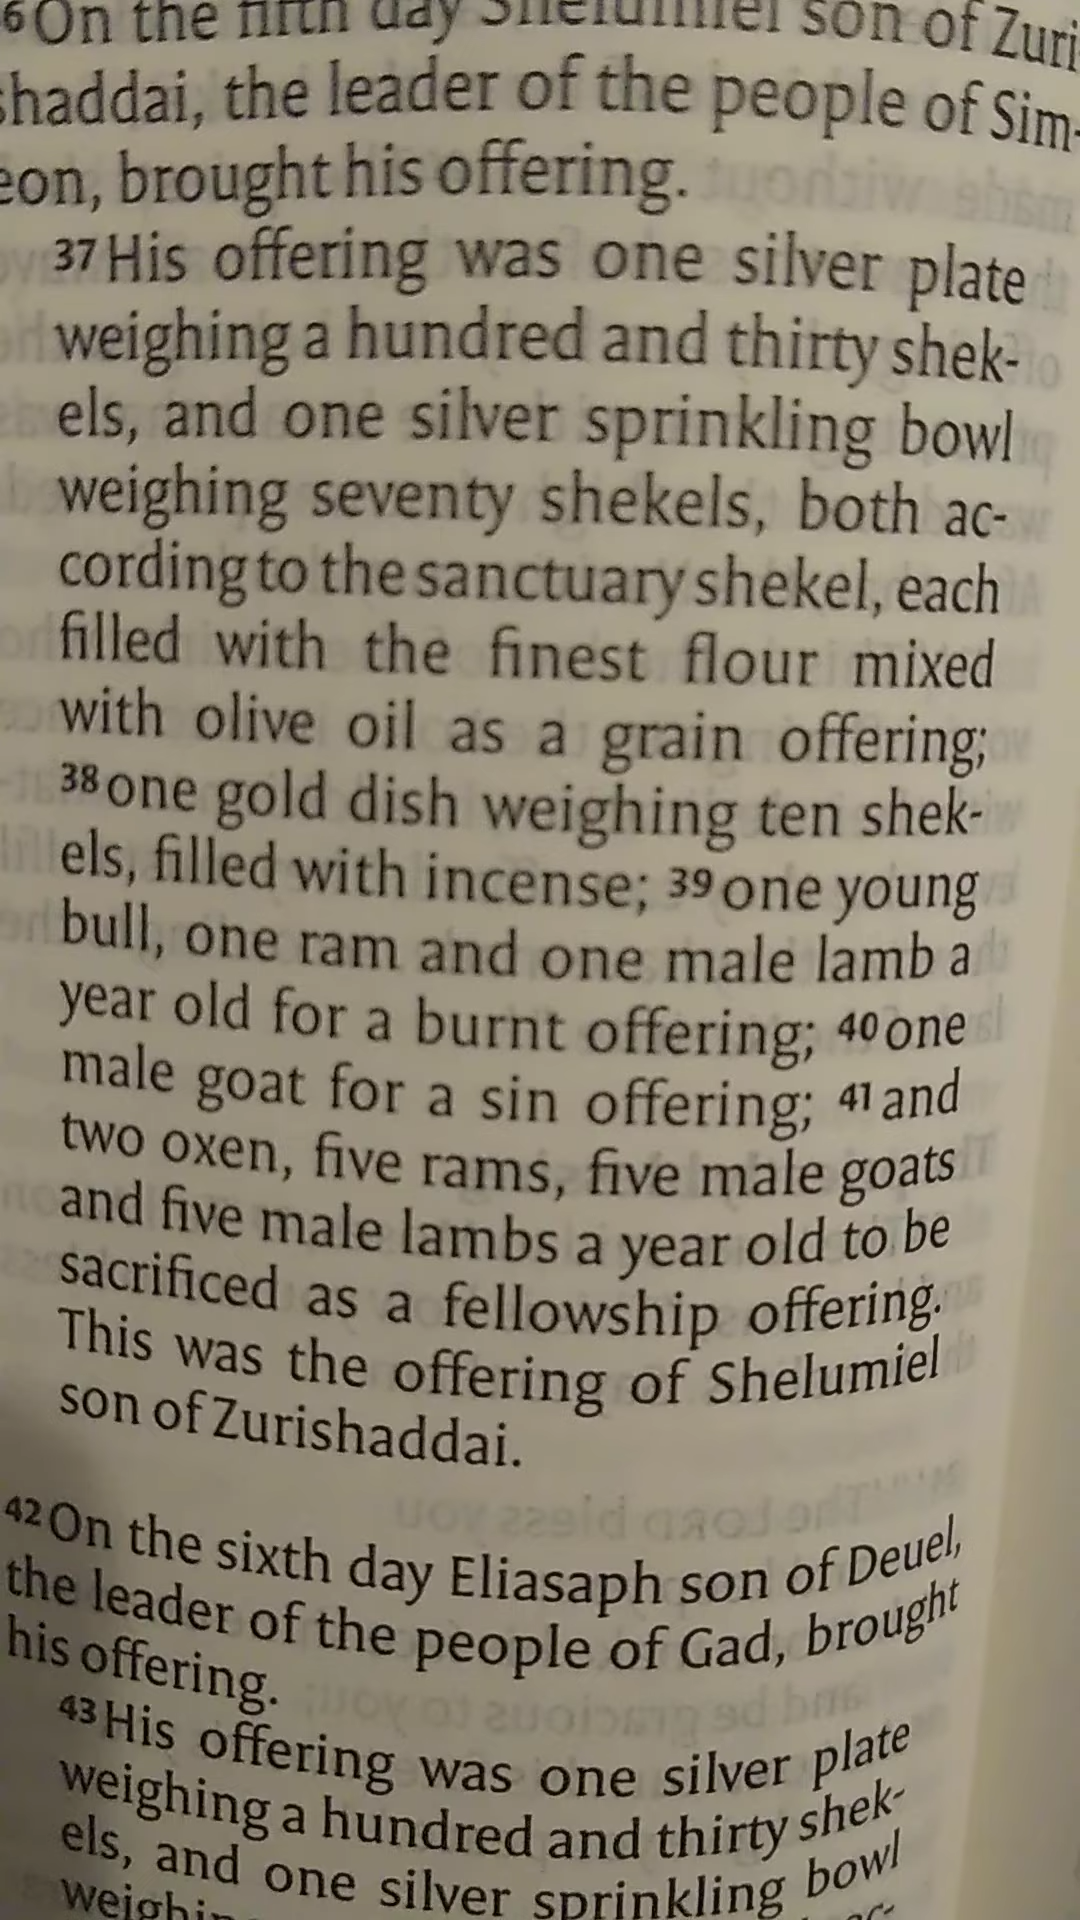 6 On the fifth day Shelumiel son of Zuri
shaddai, the leader of the people of Sim-
eon, brought his offering.
37 His offering was one silver plate
weighing a hundred and thirty shek-
els, and one silver sprinkling bowl
weighing seventy shekels, both ac-
cording to the sanctuary shekel, each
filled with the finest flour mixed
with olive oil as a grain offering;
38 one gold dish weighing ten shek-
els, filled with incense; 39 one young
bull, one ram and one male lamb a
year old for a burnt offering; 40 one
male goat for a sin offering; 41 and
two oxen, five rams, five male goats
and five male lambs a year old to be
sacrificed as a fellowship offering.
This was the offering of Shelumiel
son of Zurishaddai.
42 On the sixth day Eliasaph son of Deuel,
the leader of the people of Gad, brought
his offering.
43 His offering was one silver plate
weighing a hundred and thirty shek-
els, and one silver sprinkling bowl